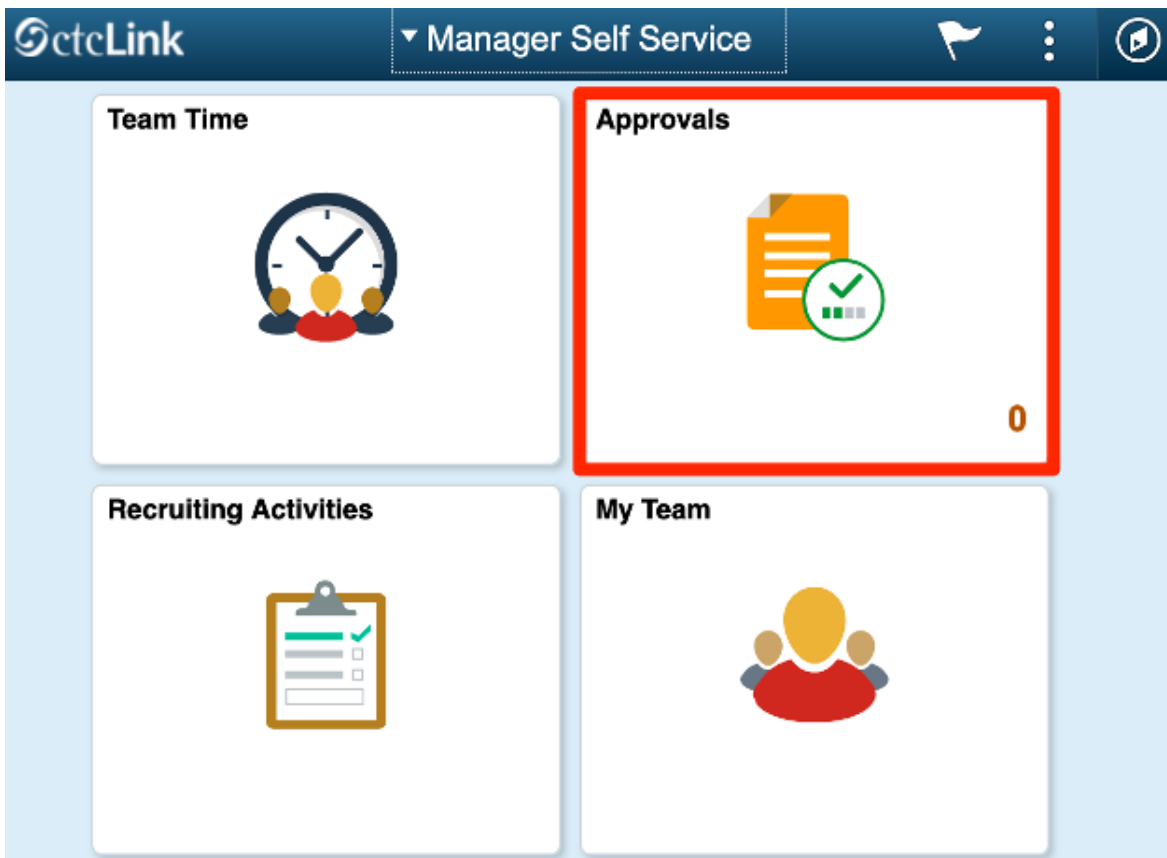 ctcLink
Manager Self Service
Team Time
Approvals
0
Recruiting Activities
My Team